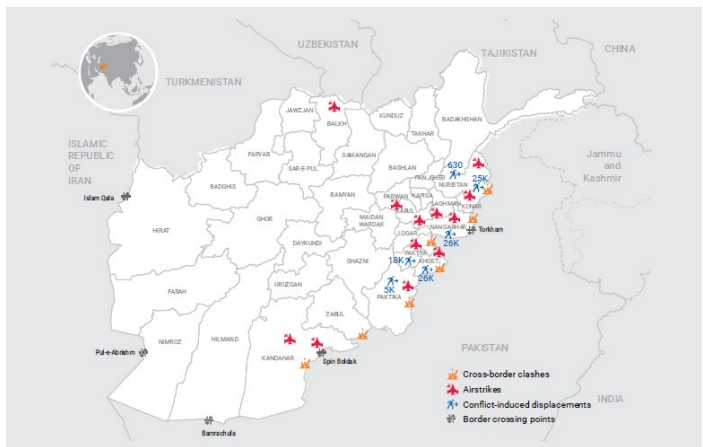 UZBEKISTAN
TAJIKISTAN
CHINA
TURKMENISTAN
ISLAMIC
REPUBLIC
OF
IRAN
Jammu
and
Kashmir
PAKISTAN
INDIA
JAWZJAN
BALKH
KUNDUZ
BADAKHSHAN
TAKHAR
FARYAB
SAR-E-PUL
SAMANGAN
BAGHLAN
PANJSHER
630
NURISTAN
25K
BADGHIS
BAMYAN
PARWAN
KAPISA
KABUL
LAGHMAN
KUNAR
Islam Qala
HIRAT
GHOR
MAIDAN
WARDAK
LOGAR
NANGARHAR
26K
Torkham
DAYKUNDI
GHAZNI
PAKTYA
18K
KHOST
26K
5K
PAKTIKA
FARAH
URUZGAN
ZABUL
NIMROZ
HILMAND
KANDAHAR
Pul-e-Abrishm
Spin Boldak
Bamrachula
Cross-border clashes
Airstrikes
Conflict-induced displacements
Border crossing points